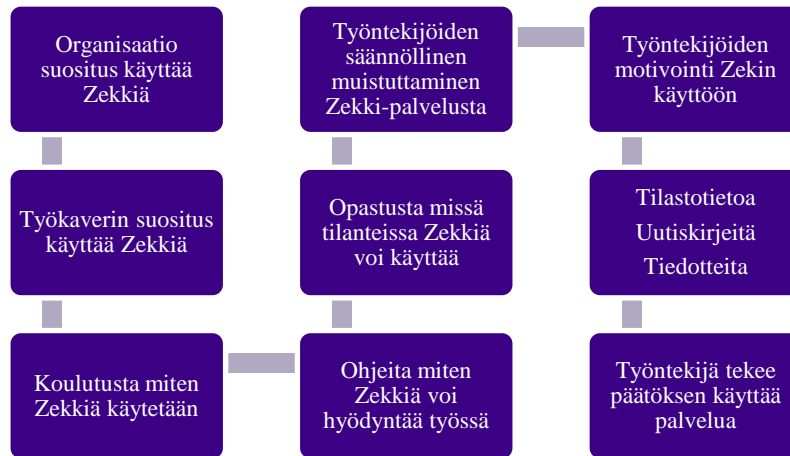 Organisaatio
suositus käyttää
Zekkiä
Työkaverin suositus
käyttää Zekkiä
Koulutusta miten
Zekkiä käytetään
Ohjeita miten
Zekkiä voi
hyödyntää työssä
Opastusta missä
tilanteissa Zekkiä
voi käyttää
Työntekijöiden
säännöllinen
muistuttaminen
Zekki-palvelusta
Työntekijöiden
motivointi Zekin
käyttöön
Tilastotietoa
Uutiskirjeitä
Tiedotteita
Työntekijä tekee
päätöksen käyttää
palvelua